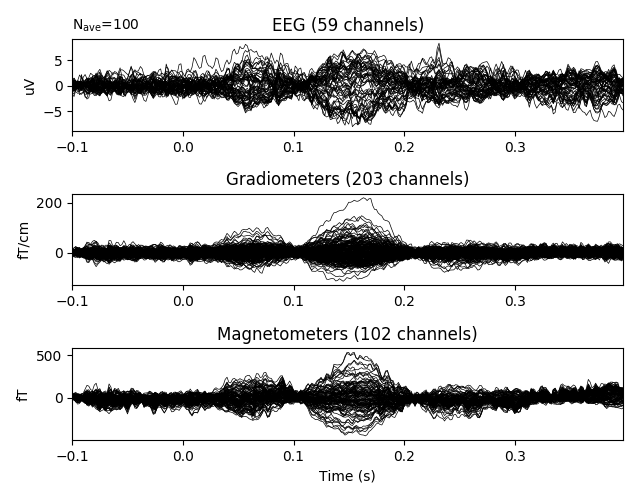 N_ave=100
EEG (59 channels)
5
0
−5
uV
−0.1 0.0 0.1 0.2 0.3
Gradiometers (203 channels)
200
0
fT/cm
−0.1 0.0 0.1 0.2 0.3
Magnetometers (102 channels)
500
0
fT
−0.1 0.0 0.1 0.2 0.3
Time (s)